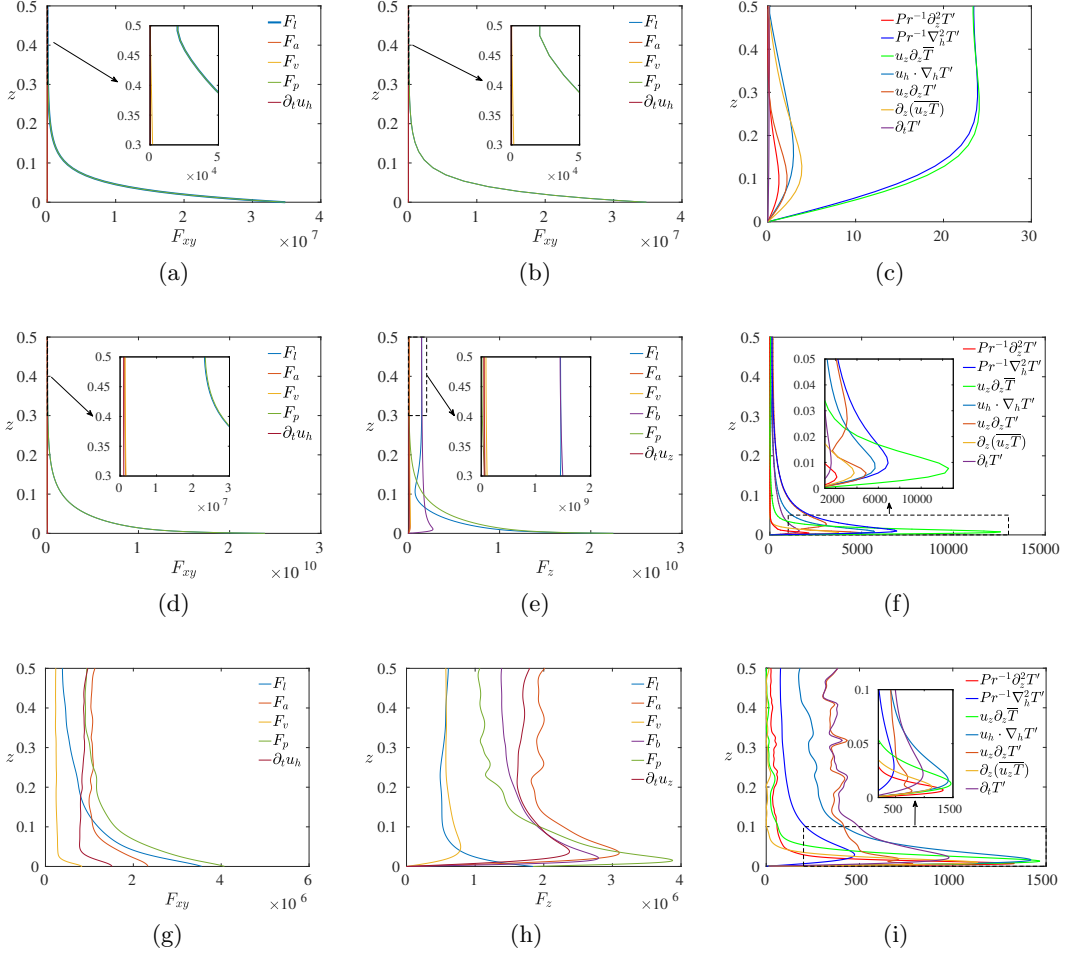 0.5
0.4
0.3
0.2
0.1
0
z
0 1 2 3 4
× 10^7
F_{xy}
0.5
0.4
0.3
0 5
× 10^4
F_l
F_a
F_v
F_p
∂_t u_h
(a)
0.5
0.4
0.3
0.2
0.1
0
z
0 1 2 3 4
× 10^7
F_{xy}
0.5
0.4
0.3
0 5
× 10^4
F_l
F_a
F_v
F_p
∂_t u_h
(b)
0.5
0.4
0.3
0.2
0.1
0
z
0 10 20 30
Pr^{-1}∂_z^2 T′
Pr^{-1}∇_h^2 T′
u_z∂_z \overline{T}
u_h · ∇_h T′
u_z∂_z T′
∂_z(\overline{u_z T})
∂_t T′
(c)
0.5
0.4
0.3
0.2
0.1
0
z
0 1 2 3
× 10^{10}
F_{xy}
0.5
0.45
0.4
0.35
0.3
0 1 2 3
× 10^7
F_l
F_a
F_v
F_p
∂_t u_h
(d)
0.5
0.4
0.3
0.2
0.1
0
z
0 1 2 3
× 10^{10}
F_z
0.5
0.45
0.4
0.35
0.3
0 1 2
× 10^9
F_l
F_a
F_v
F_b
F_p
∂_t u_z
(e)
0.5
0.4
0.3
0.2
0.1
0
z
0 5000 10000 15000
0.05
0.04
0.03
0.02
0.01
0
2000 6000 10000
Pr^{-1}∂_z^2 T′
Pr^{-1}∇_h^2 T′
u_z∂_z \overline{T}
u_h · ∇_h T′
u_z∂_z T′
∂_z(\overline{u_z T})
∂_t T′
(f)
0.5
0.4
0.3
0.2
0.1
0
z
0 2 4 6
× 10^6
F_{xy}
F_l
F_a
F_v
F_p
∂_t u_h
(g)
0.5
0.4
0.3
0.2
0.1
0
z
0 1 2 3 4
× 10^6
F_z
F_l
F_a
F_v
F_b
F_p
∂_t u_z
(h)
0.5
0.4
0.3
0.2
0.1
0
z
0 500 1000 1500
0.1
0.05
0
500 1000 1500
Pr^{-1}∂_z^2 T′
Pr^{-1}∇_h^2 T′
u_z∂_z \overline{T}
u_h · ∇_h T′
u_z∂_z T′
∂_z(\overline{u_z T})
∂_t T′
(i)